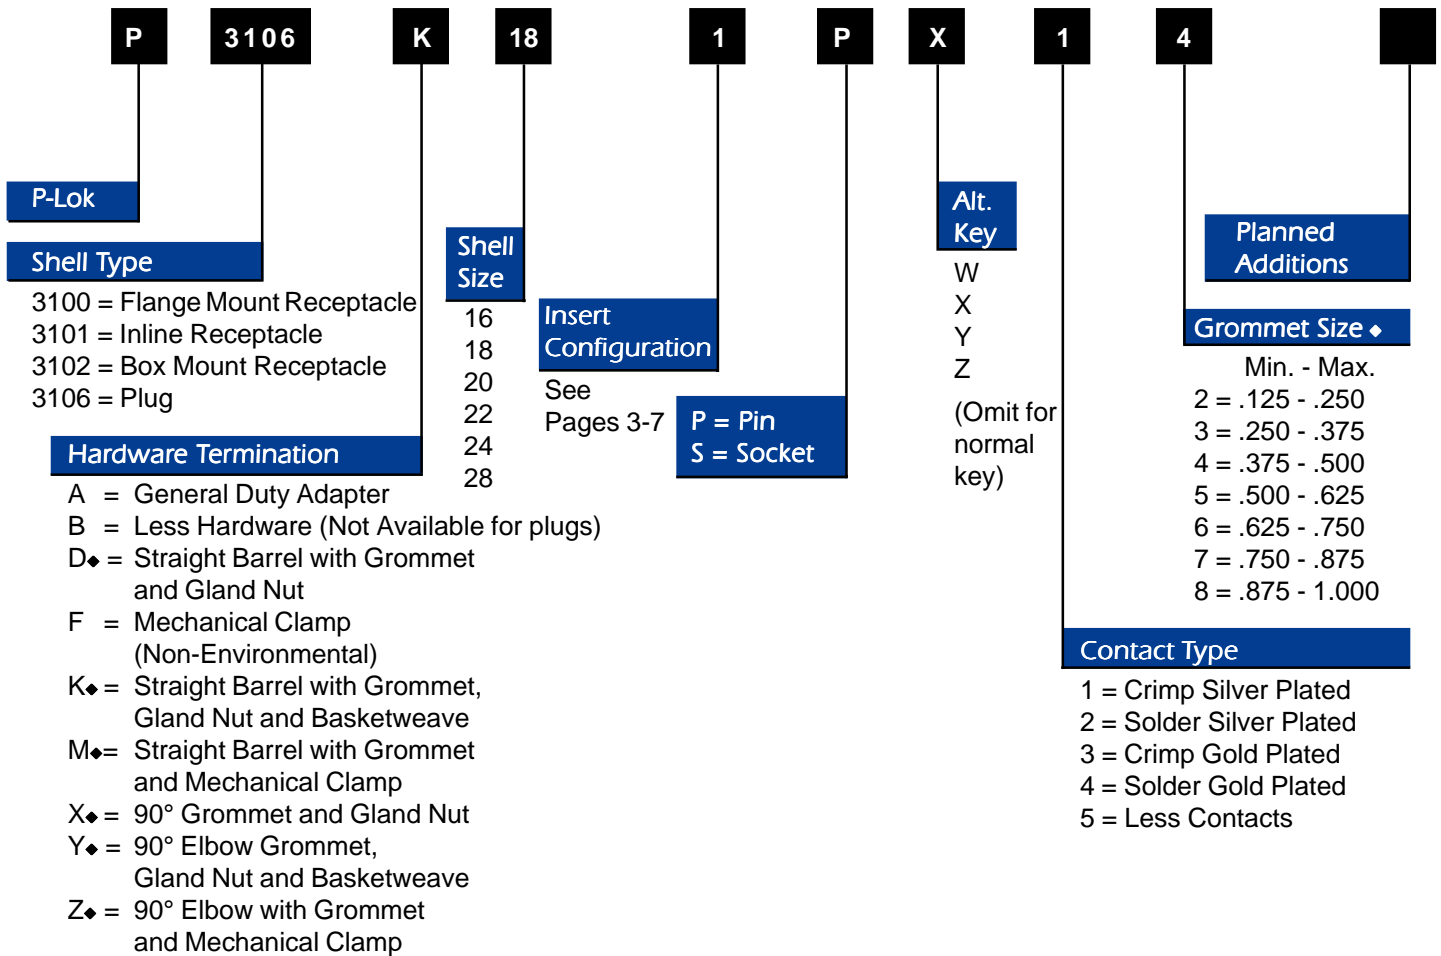 P 3106 K 18 1 P X 1 4
P-Lok
Shell Type
3100 = Flange Mount Receptacle
3101 = Inline Receptacle
3102 = Box Mount Receptacle
3106 = Plug
Hardware Termination
A = General Duty Adapter
B = Less Hardware (Not Available for plugs)
D◆ = Straight Barrel with Grommet
and Gland Nut
F = Mechanical Clamp
(Non-Environmental)
K◆ = Straight Barrel with Grommet,
Gland Nut and Basketweave
M◆= Straight Barrel with Grommet
and Mechanical Clamp
X◆ = 90° Grommet and Gland Nut
Y◆ = 90° Elbow Grommet,
Gland Nut and Basketweave
Z◆ = 90° Elbow with Grommet
and Mechanical Clamp
Shell
Size
16
18
20
22
24
28
Insert
Configuration
See
Pages 3-7
P = Pin
S = Socket
Alt.
Key
W
X
Y
Z
(Omit for
normal
key)
Contact Type
1 = Crimp Silver Plated
2 = Solder Silver Plated
3 = Crimp Gold Plated
4 = Solder Gold Plated
5 = Less Contacts
Grommet Size ◆
Min. - Max.
2 = .125 - .250
3 = .250 - .375
4 = .375 - .500
5 = .500 - .625
6 = .625 - .750
7 = .750 - .875
8 = .875 - 1.000
Planned
Additions